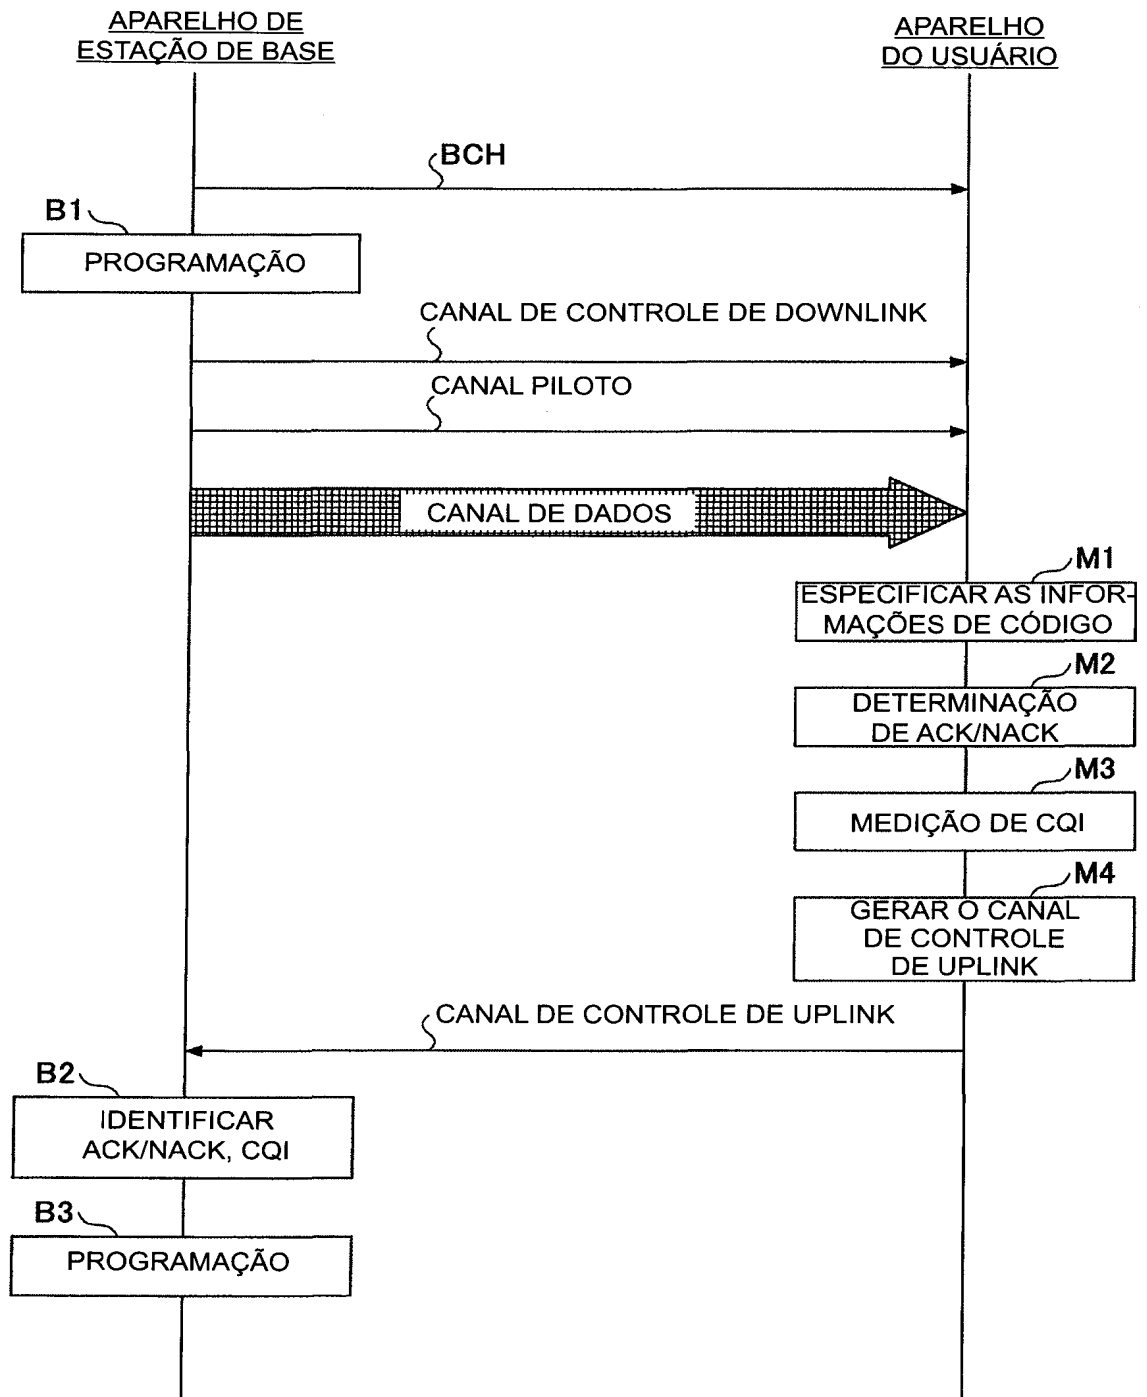 APARELHO DE
ESTAÇÃO DE BASE
APARELHO
DO USUÁRIO
BCH
B1
PROGRAMAÇÃO
CANAL DE CONTROLE DE DOWNLINK
CANAL PILOTO
CANAL DE DADOS
M1
ESPECIFICAR AS INFOR-
MAÇÕES DE CÓDIGO
M2
DETERMINAÇÃO
DE ACK/NACK
M3
MEDIÇÃO DE CQI
M4
GERAR O CANAL
DE CONTROLE
DE UPLINK
CANAL DE CONTROLE DE UPLINK
B2
IDENTIFICAR
ACK/NACK, CQI
B3
PROGRAMAÇÃO